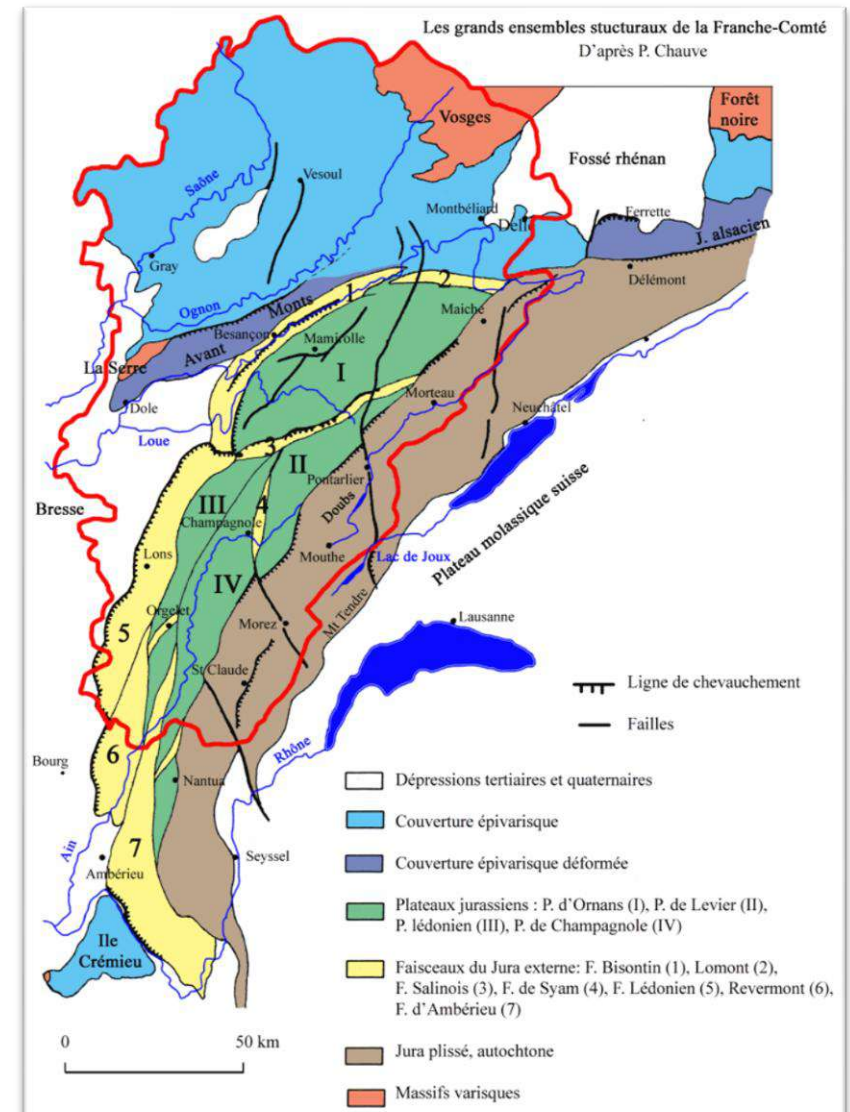 Les grands ensembles stucturaux de la Franche-Comté
D'après P. Chauve
Vosges
Forêt
noire
Fossé rhénan
Saône
Vesoul
Montbéliard
Delle
Ferrette
J. alsacien
Gray
Délémont
Ognon
Monts
1
2
Maiche
Besançon
Avant
Mamirolle
La Serre
I
Dole
Morteau
Neuchâtel
Loue
3
II
Pontarlier
Plateau molassique suisse
Bresse
III
4
Champagnole
Doubs
Lons
Mouthe
Lac de Joux
IV
Orgelet
Mt Tendre
5
Morez
Lausanne
St Claude
Ligne de chevauchement
6
Rhône
Failles
Bourg
Nantua
Dépressions tertiaires et quaternaires
Couverture épivarisque
Ain
7
Seyssel
Couverture épivarisque déformée
Ambérieu
Plateaux jurassiens : P. d'Ornans (I), P. de Levier (II),
P. lédonien (III), P. de Champagnole (IV)
Ile
Crémieu
Faisceaux du Jura externe: F. Bisontin (1), Lomont (2),
F. Salinois (3), F. de Syam (4), F. Lédonien (5), Revermont (6),
F. d'Ambérieu (7)
0 50 km
Jura plissé, autochtone
Massifs varisques